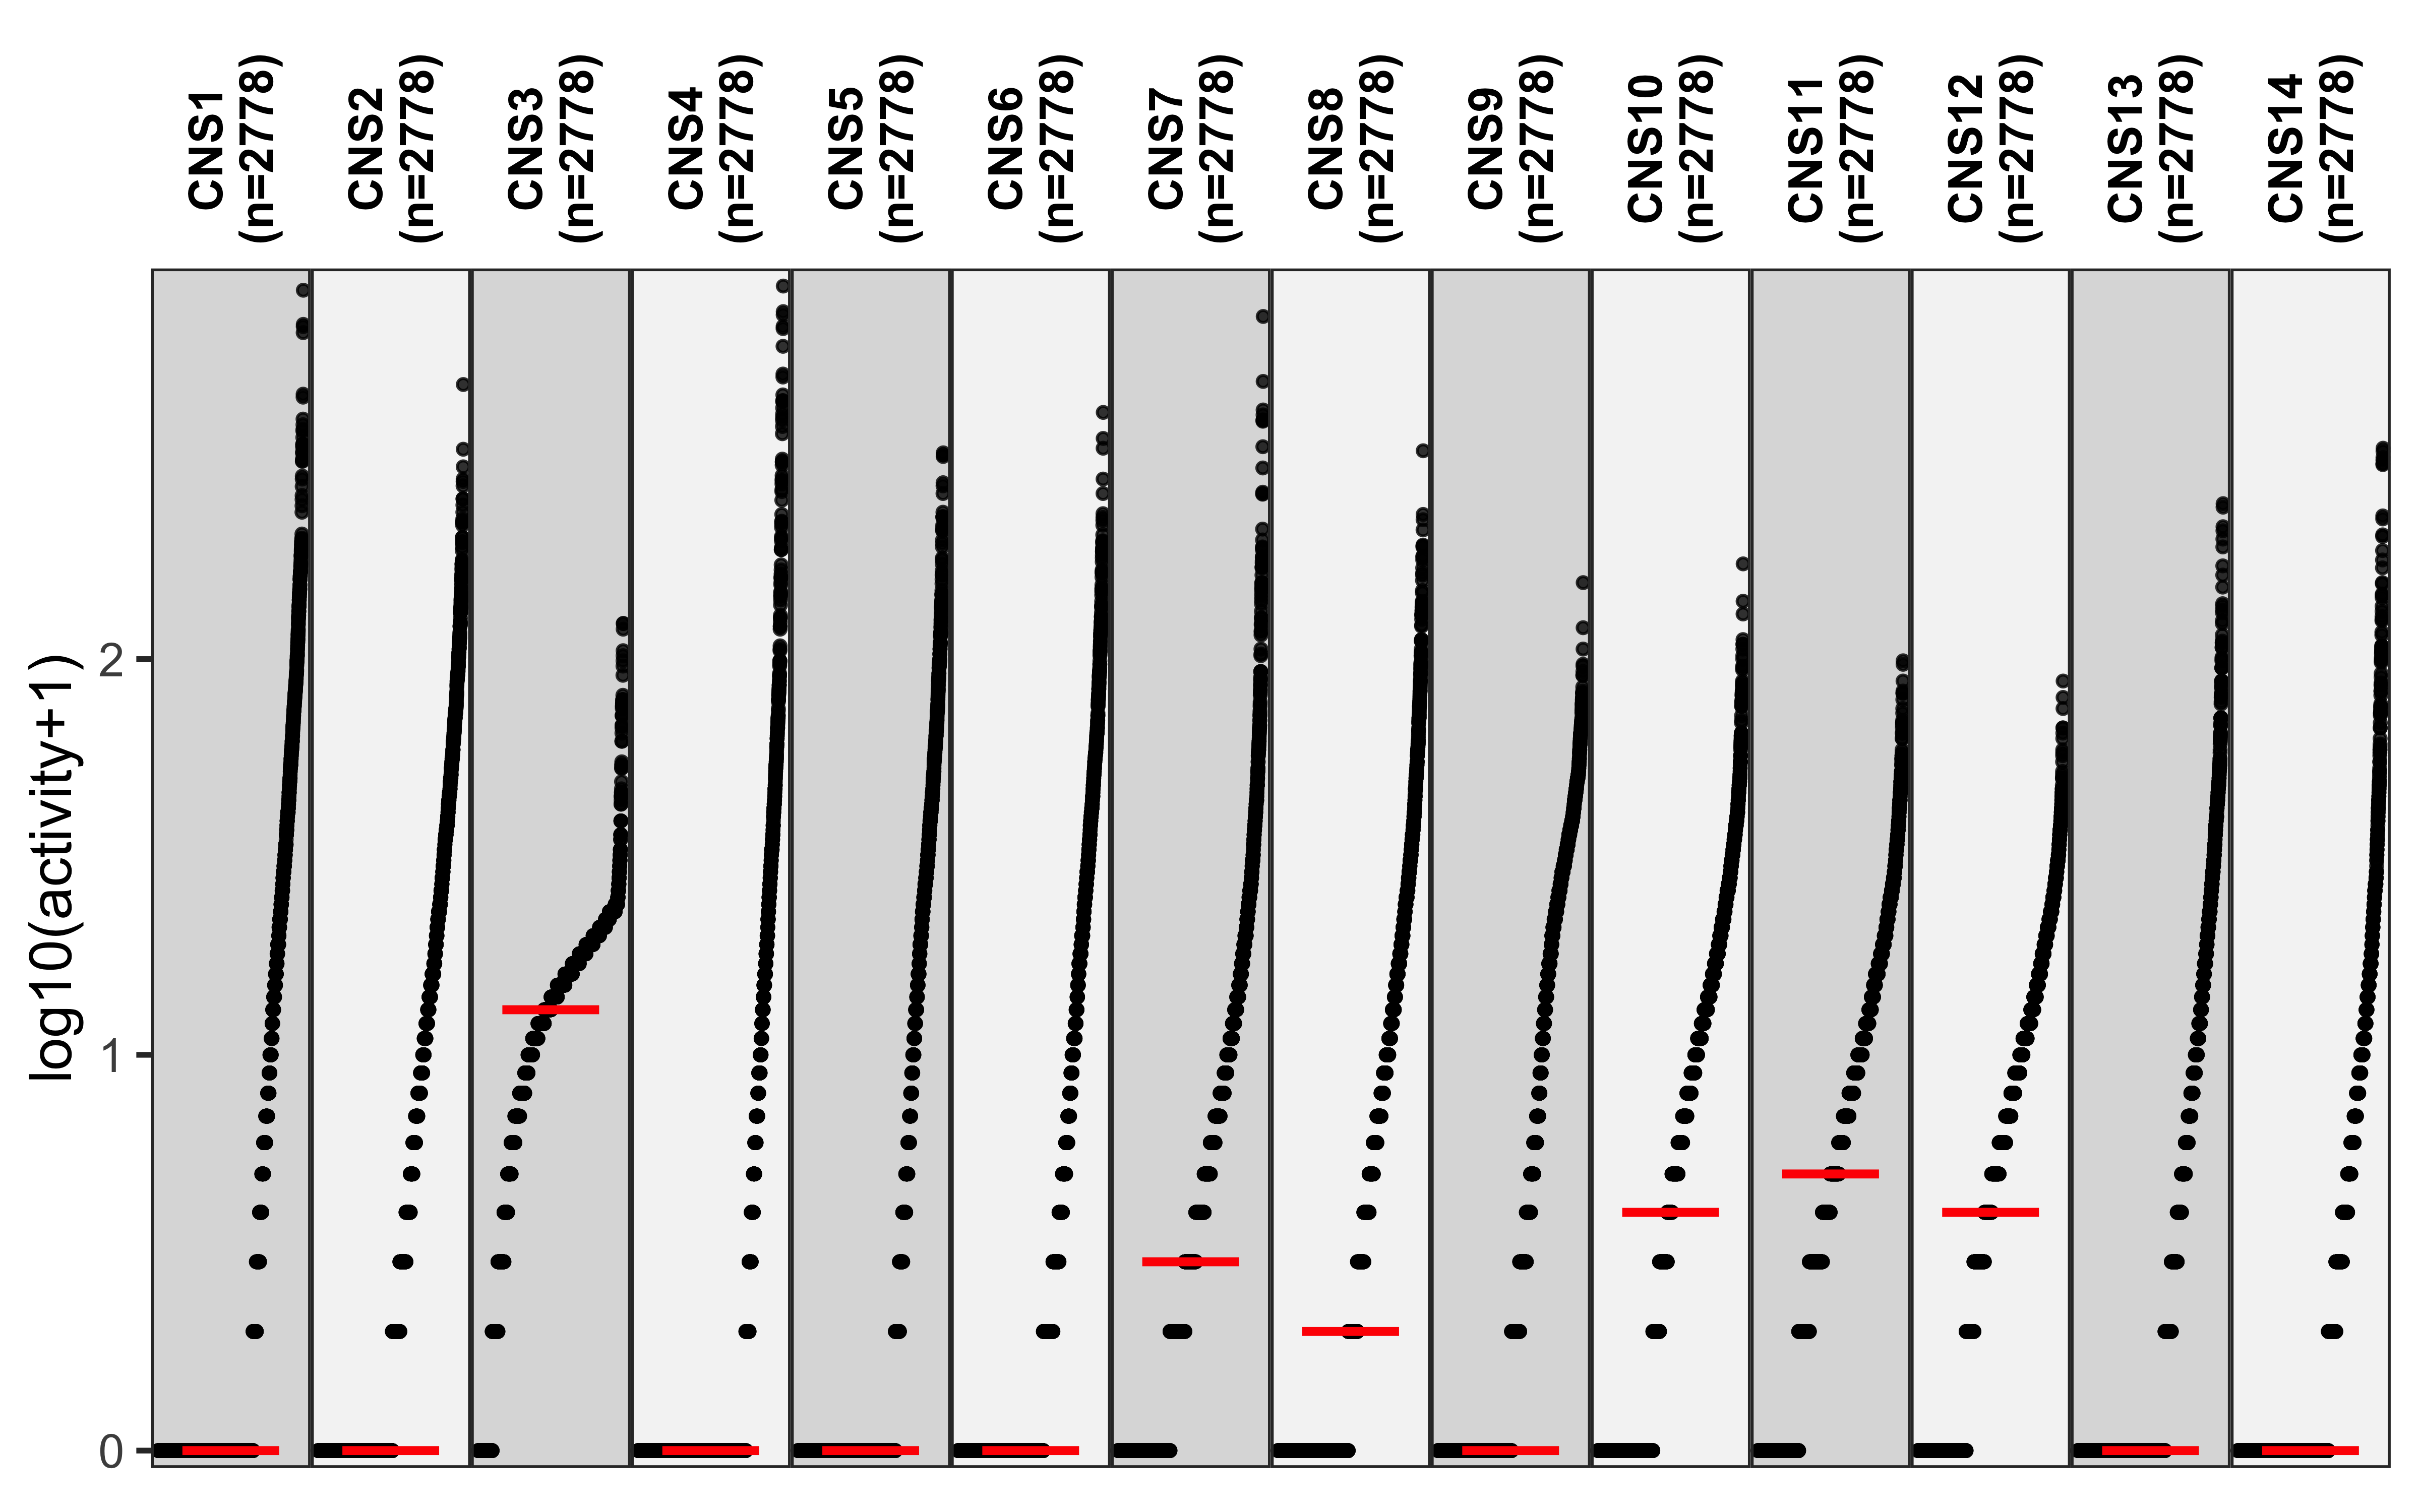 CNS1
(n=2778)
CNS2
(n=2778)
CNS3
(n=2778)
CNS4
(n=2778)
CNS5
(n=2778)
CNS6
(n=2778)
CNS7
(n=2778)
CNS8
(n=2778)
CNS9
(n=2778)
CNS10
(n=2778)
CNS11
(n=2778)
CNS12
(n=2778)
CNS13
(n=2778)
CNS14
(n=2778)
log10(activity+1)
2
1
0